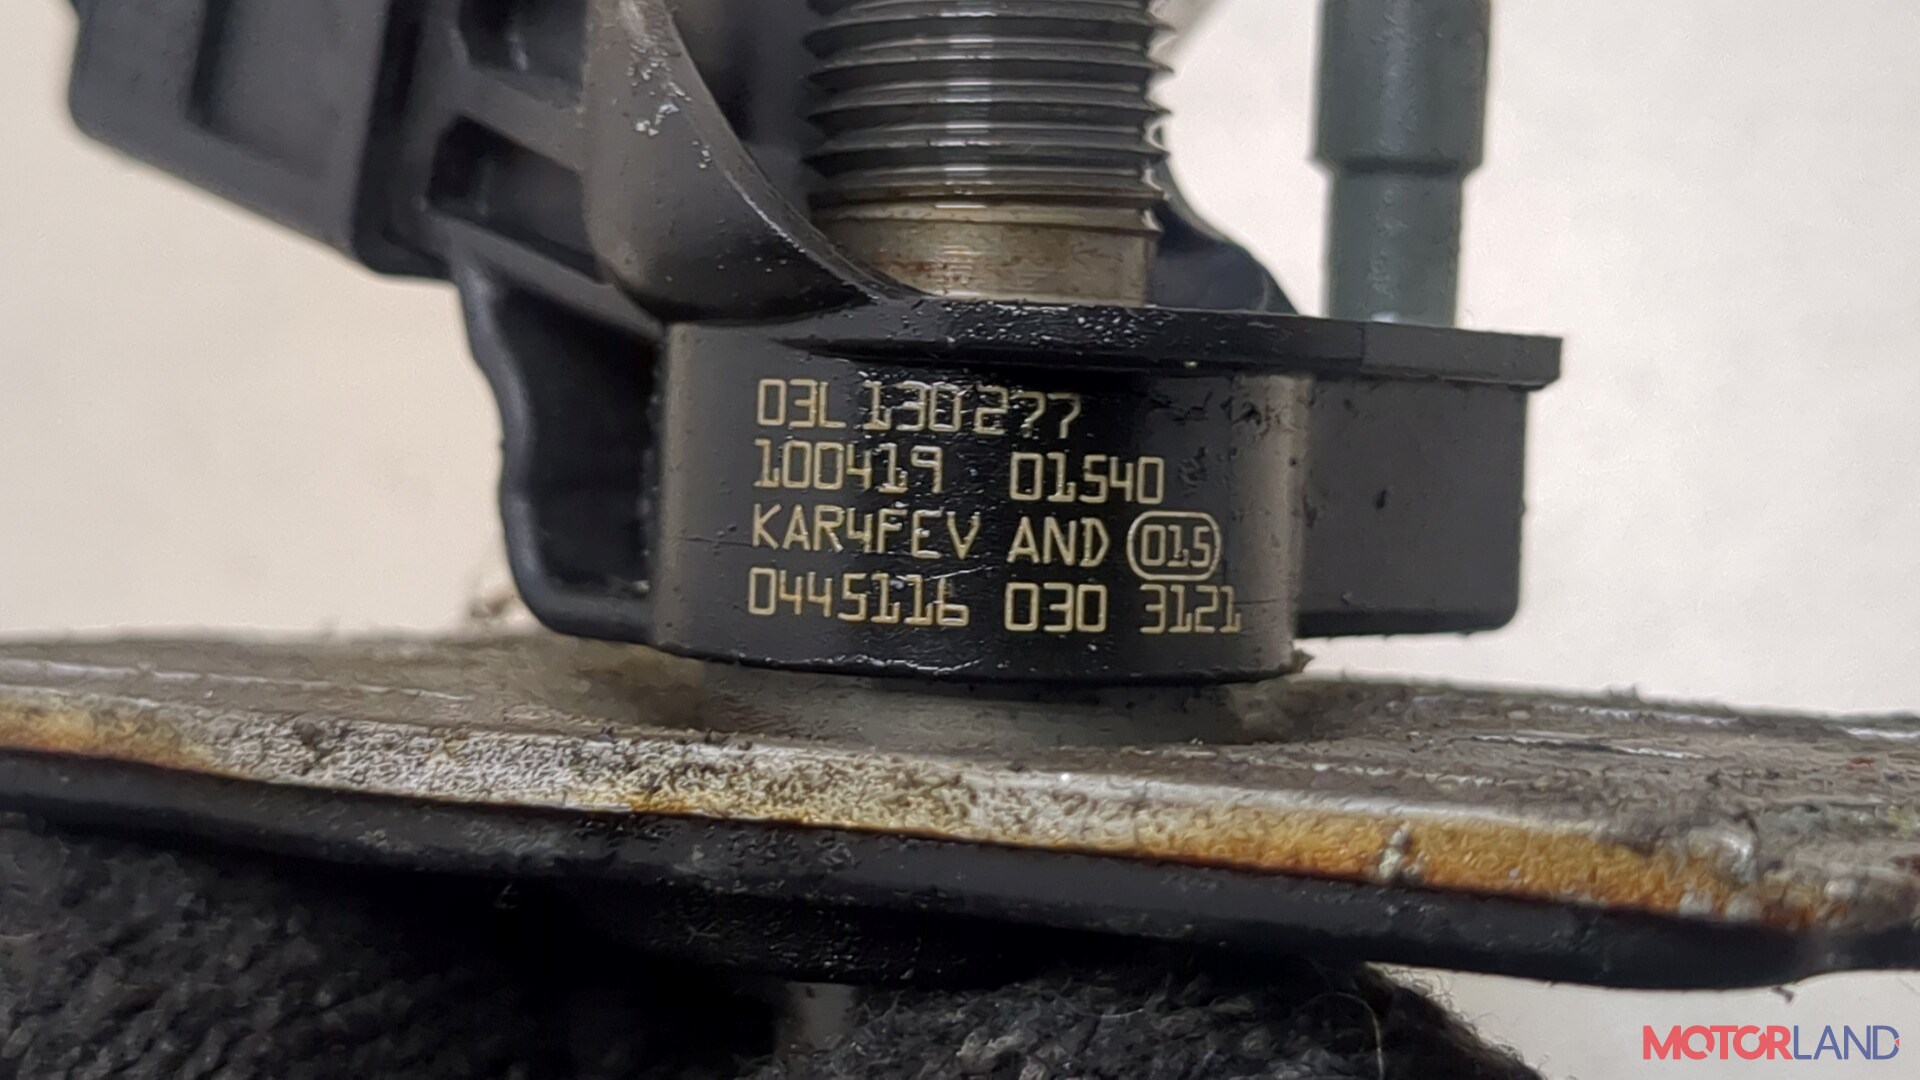 03L 130 277
100419 01540
KAR4FEV AND 015
0445116 030 3121
MOTORLAND